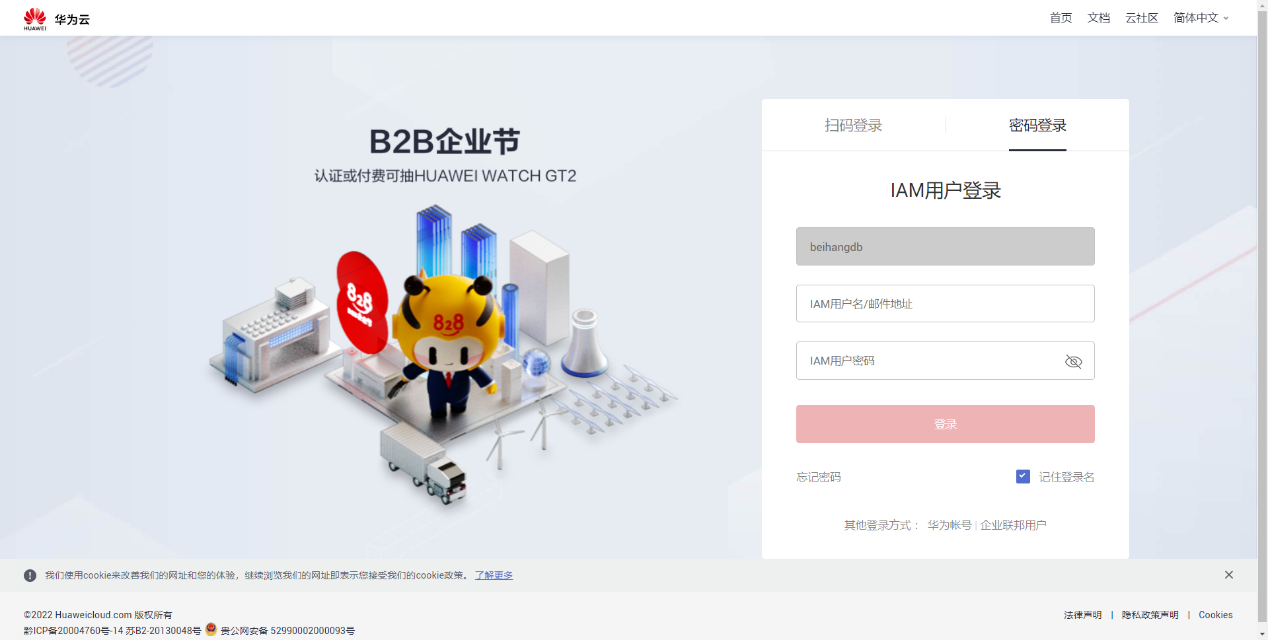 HUAWEI 华为云 首页 文档 云社区 简体中文
扫码登录 密码登录
B2B企业节
认证或付费可抽HUAWEI WATCH GT2
828
828
IAM用户登录
beihangdb
IAM用户名/邮件地址
IAM用户密码
登录
忘记密码 记住登录名
其他登录方式： 华为帐号 | 企业联邦用户
我们使用cookie来改善我们的网址和您的体验，继续浏览我们的网址即表示您接受我们的cookie政策。 了解更多
©2022 Huaweicloud.com 版权所有 法律声明 | 隐私政策声明 | Cookies
黔ICP备20004760号-14 苏B2-20130048号 贵公网安备 52990002000093号